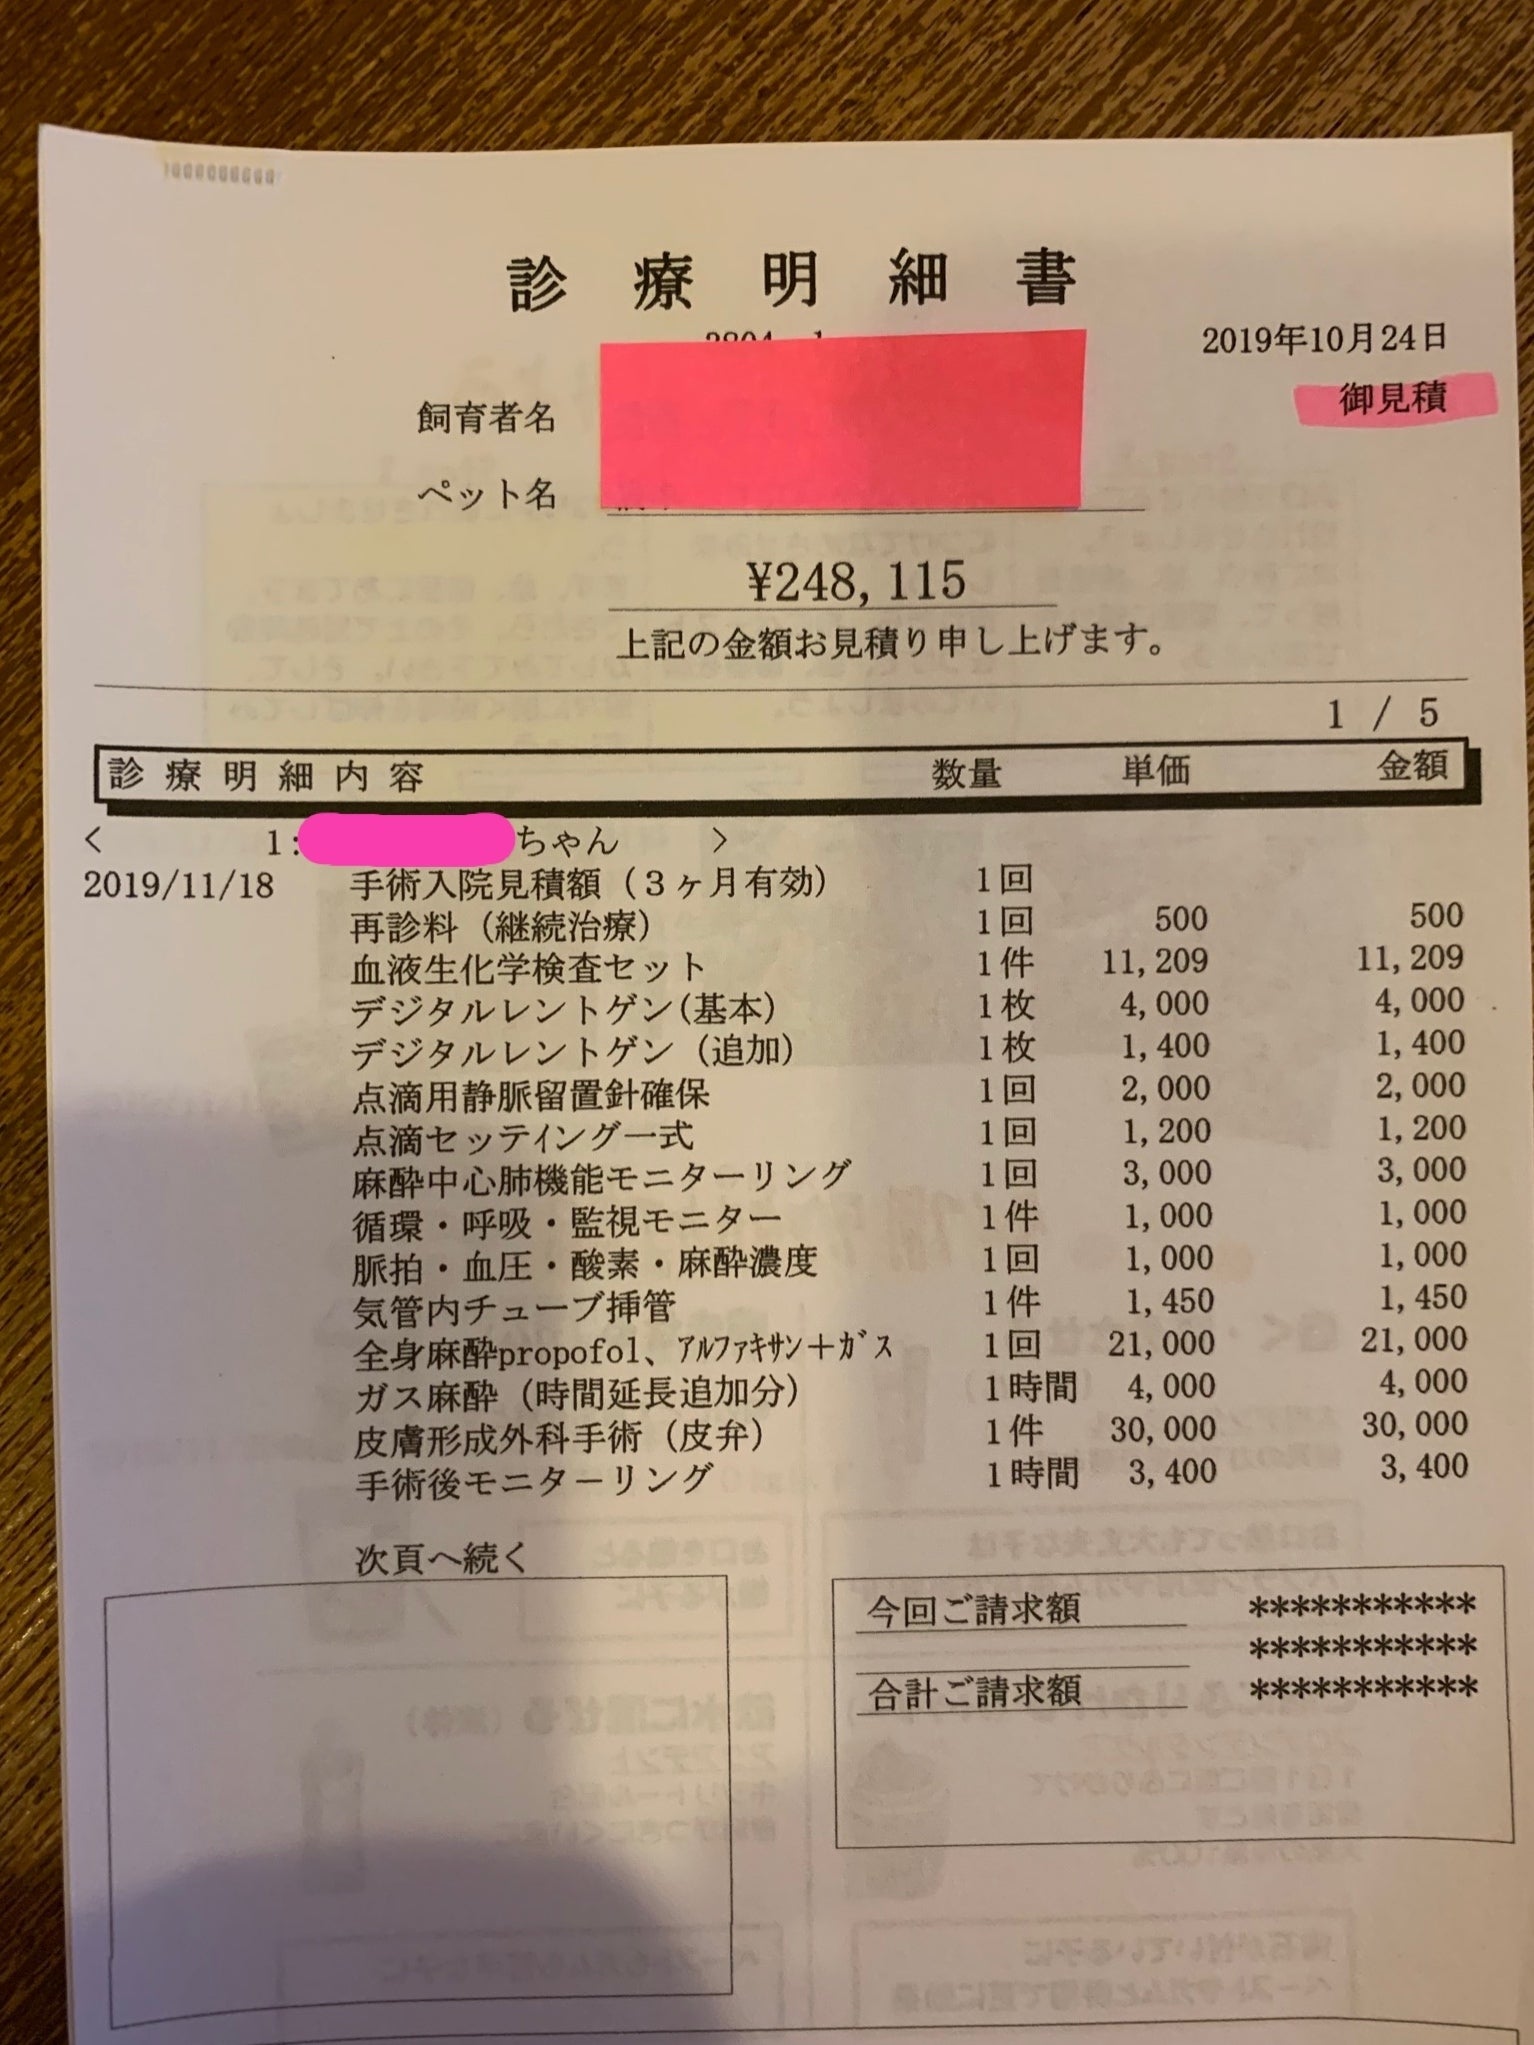 診療明細書
2019年10月24日
御見積
飼育者名
ペット名
¥248,115
上記の金額お見積り申し上げます。
1 / 5
診療明細内容 数量 単価 金額
< 1: ちゃん >
2019/11/18 手術入院見積額（３ヶ月有効） 1回
再診料（継続治療） 1回 500 500
血液生化学検査セット 1件 11,209 11,209
デジタルレントゲン(基本) 1枚 4,000 4,000
デジタルレントゲン（追加） 1枚 1,400 1,400
点滴用静脈留置針確保 1回 2,000 2,000
点滴セッティング一式 1回 1,200 1,200
麻酔中心肺機能モニターリング 1回 3,000 3,000
循環・呼吸・監視モニター 1件 1,000 1,000
脈拍・血圧・酸素・麻酔濃度 1回 1,000 1,000
気管内チューブ挿管 1件 1,450 1,450
全身麻酔propofol、ｱﾙﾌｧｷｻﾝ＋ｶﾞｽ 1回 21,000 21,000
ガス麻酔（時間延長追加分） 1時間 4,000 4,000
皮膚形成外科手術（皮弁） 1件 30,000 30,000
手術後モニターリング 1時間 3,400 3,400
次頁へ続く
今回ご請求額 ***********
***********
合計ご請求額 ***********